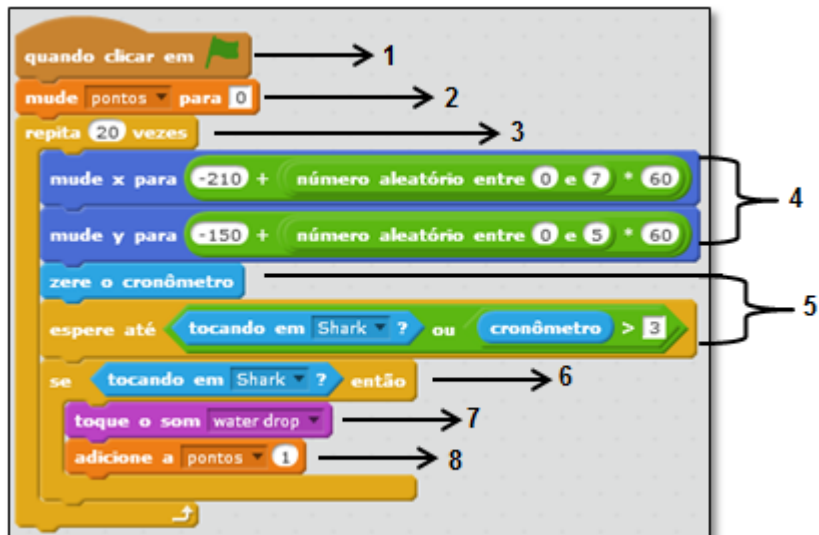 quando clicar em 1
mude pontos para 0 2
repita 20 vezes 3
mude x para -210 + número aleatório entre 0 e 7 * 60
4
mude y para -150 + número aleatório entre 0 e 5 * 60
zere o cronômetro
5
espere até tocando em Shark ? ou cronômetro > 3
se tocando em Shark ? então 6
toque o som water drop 7
adicione a pontos 1 8